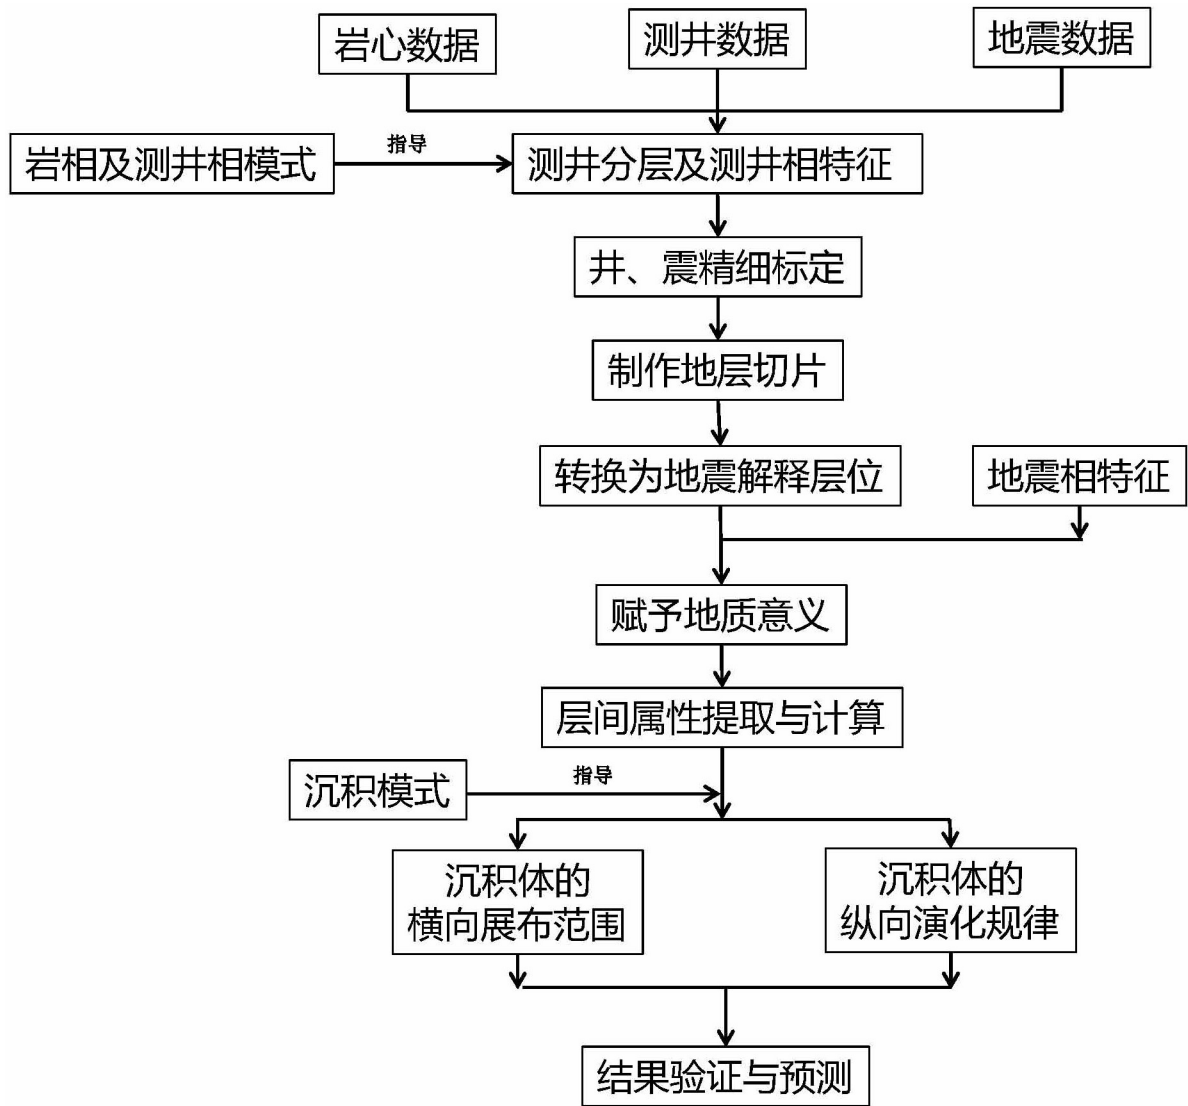 岩心数据
测井数据
地震数据
岩相及测井相模式
指导
测井分层及测井相特征
井、震精细标定
制作地层切片
转换为地震解释层位
地震相特征
赋予地质意义
层间属性提取与计算
沉积模式
指导
沉积体的
横向展布范围
沉积体的
纵向演化规律
结果验证与预测